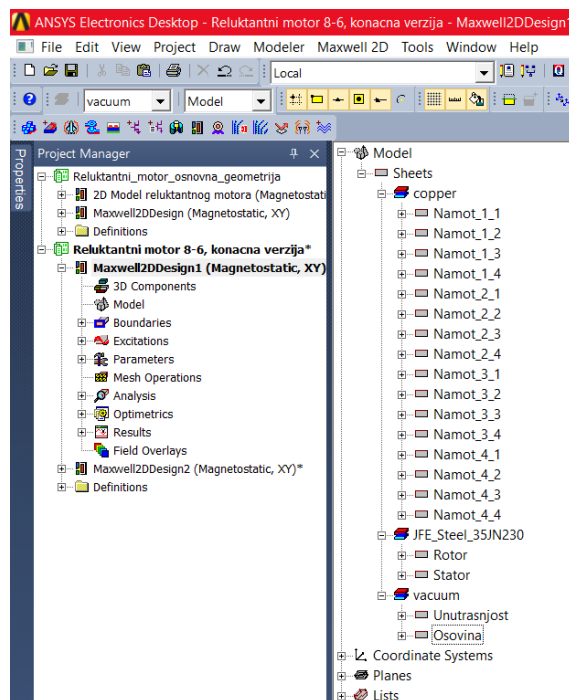 ANSYS Electronics Desktop - Reluktantni motor 8-6, konacna verzija - Maxwell2DDesign1
File Edit View Project Draw Modeler Maxwell 2D Tools Window Help
Local
vacuum Model
Properties
Project Manager
Reluktantni_motor_osnovna_geometrija
2D Model reluktantnog motora (Magnetostati
Maxwell2DDesign (Magnetostatic, XY)
Definitions
Reluktantni motor 8-6, konacna verzija*
Maxwell2DDesign1 (Magnetostatic, XY)
3D Components
Model
Boundaries
Excitations
Parameters
Mesh Operations
Analysis
Optimetrics
Results
Field Overlays
Maxwell2DDesign2 (Magnetostatic, XY)*
Definitions
Model
Sheets
copper
Namot_1_1
Namot_1_2
Namot_1_3
Namot_1_4
Namot_2_1
Namot_2_2
Namot_2_3
Namot_2_4
Namot_3_1
Namot_3_2
Namot_3_3
Namot_3_4
Namot_4_1
Namot_4_2
Namot_4_3
Namot_4_4
JFE_Steel_35JN230
Rotor
Stator
vacuum
Unutrasnjost
Osovina
Coordinate Systems
Planes
Lists